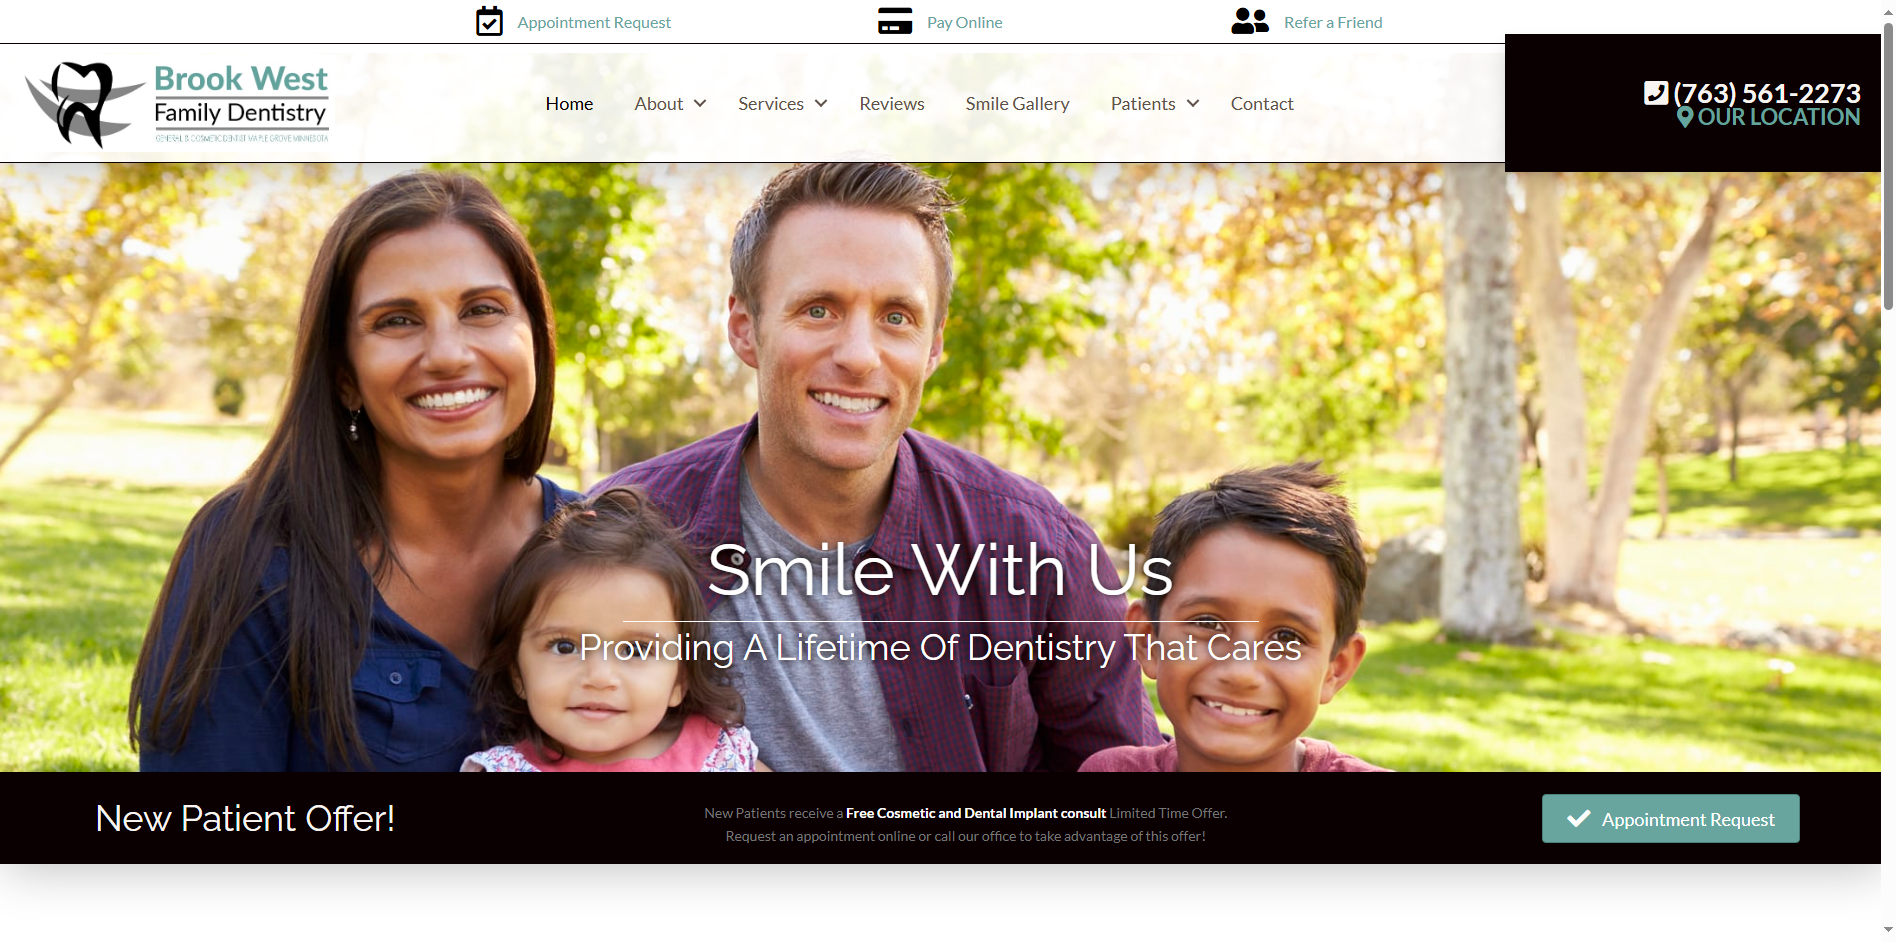 Appointment Request
Pay Online
Refer a Friend
Brook West
Family Dentistry
GENERAL & COSMETIC DENTIST MAPLE GROVE MINNESOTA
Home
About
Services
Reviews
Smile Gallery
Patients
Contact
(763) 561-2273
OUR LOCATION
Smile With Us
Providing A Lifetime Of Dentistry That Cares
New Patient Offer!
New Patients receive a Free Cosmetic and Dental Implant consult Limited Time Offer.
Request an appointment online or call our office to take advantage of this offer!
Appointment Request